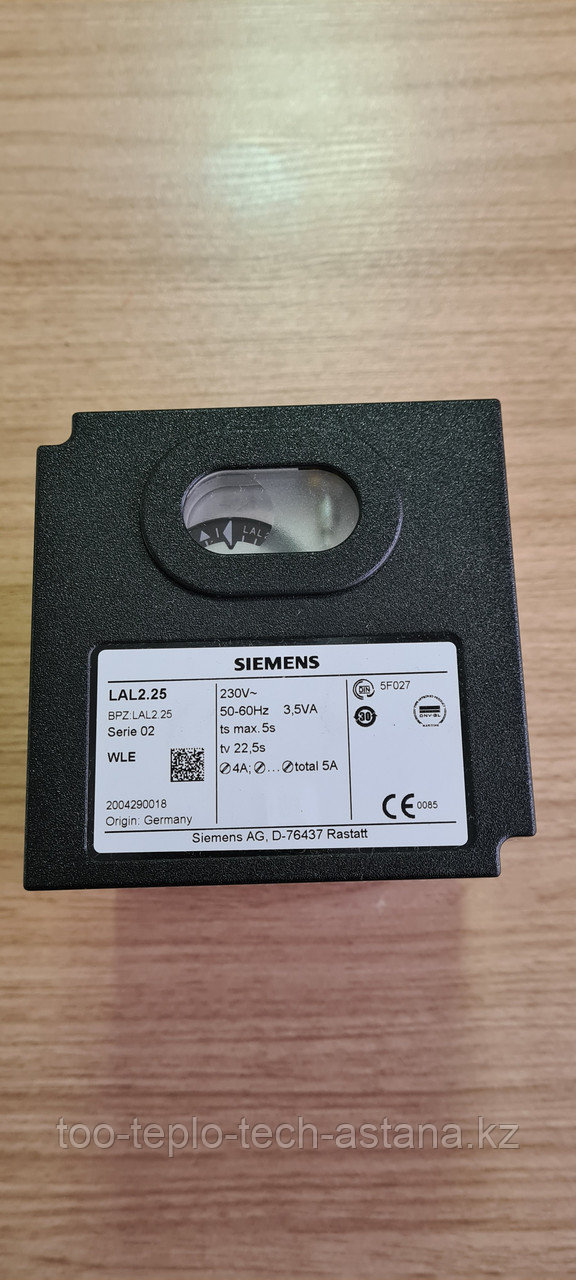 LAL2
SIEMENS
LAL2.25
BPZ:LAL2.25
Serie 02
WLE
2004290018
Origin: Germany
230V~
50-60Hz 3,5VA
ts max.5s
tv 22,5s
4A; ... total 5A
DIN 5F027
30
DNV·GL
CE 0085
Siemens AG, D-76437 Rastatt
too-teplo-tech-astana.kz